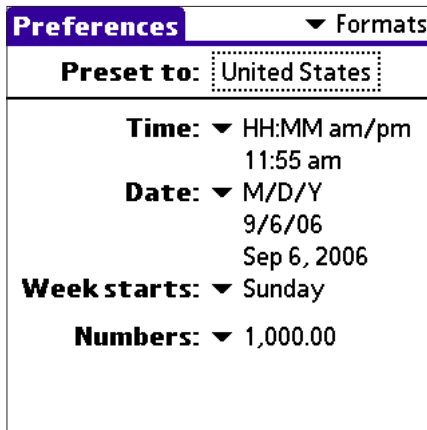 Preferences Formats
Preset to: United States
Time: HH:MM am/pm
11:55 am
Date: M/D/Y
9/6/06
Sep 6, 2006
Week starts: Sunday
Numbers: 1,000.00